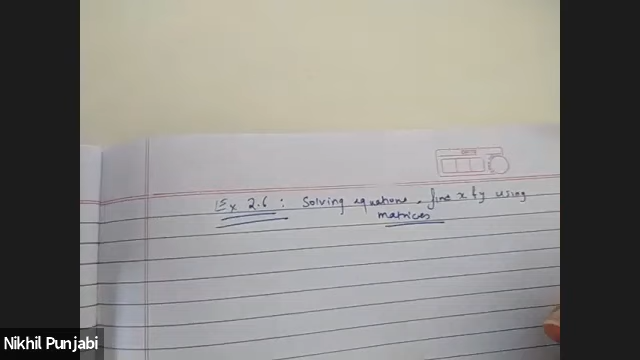 Ex 2.6 : Solving equations, find x & y using
matrices
Nikhil Punjabi